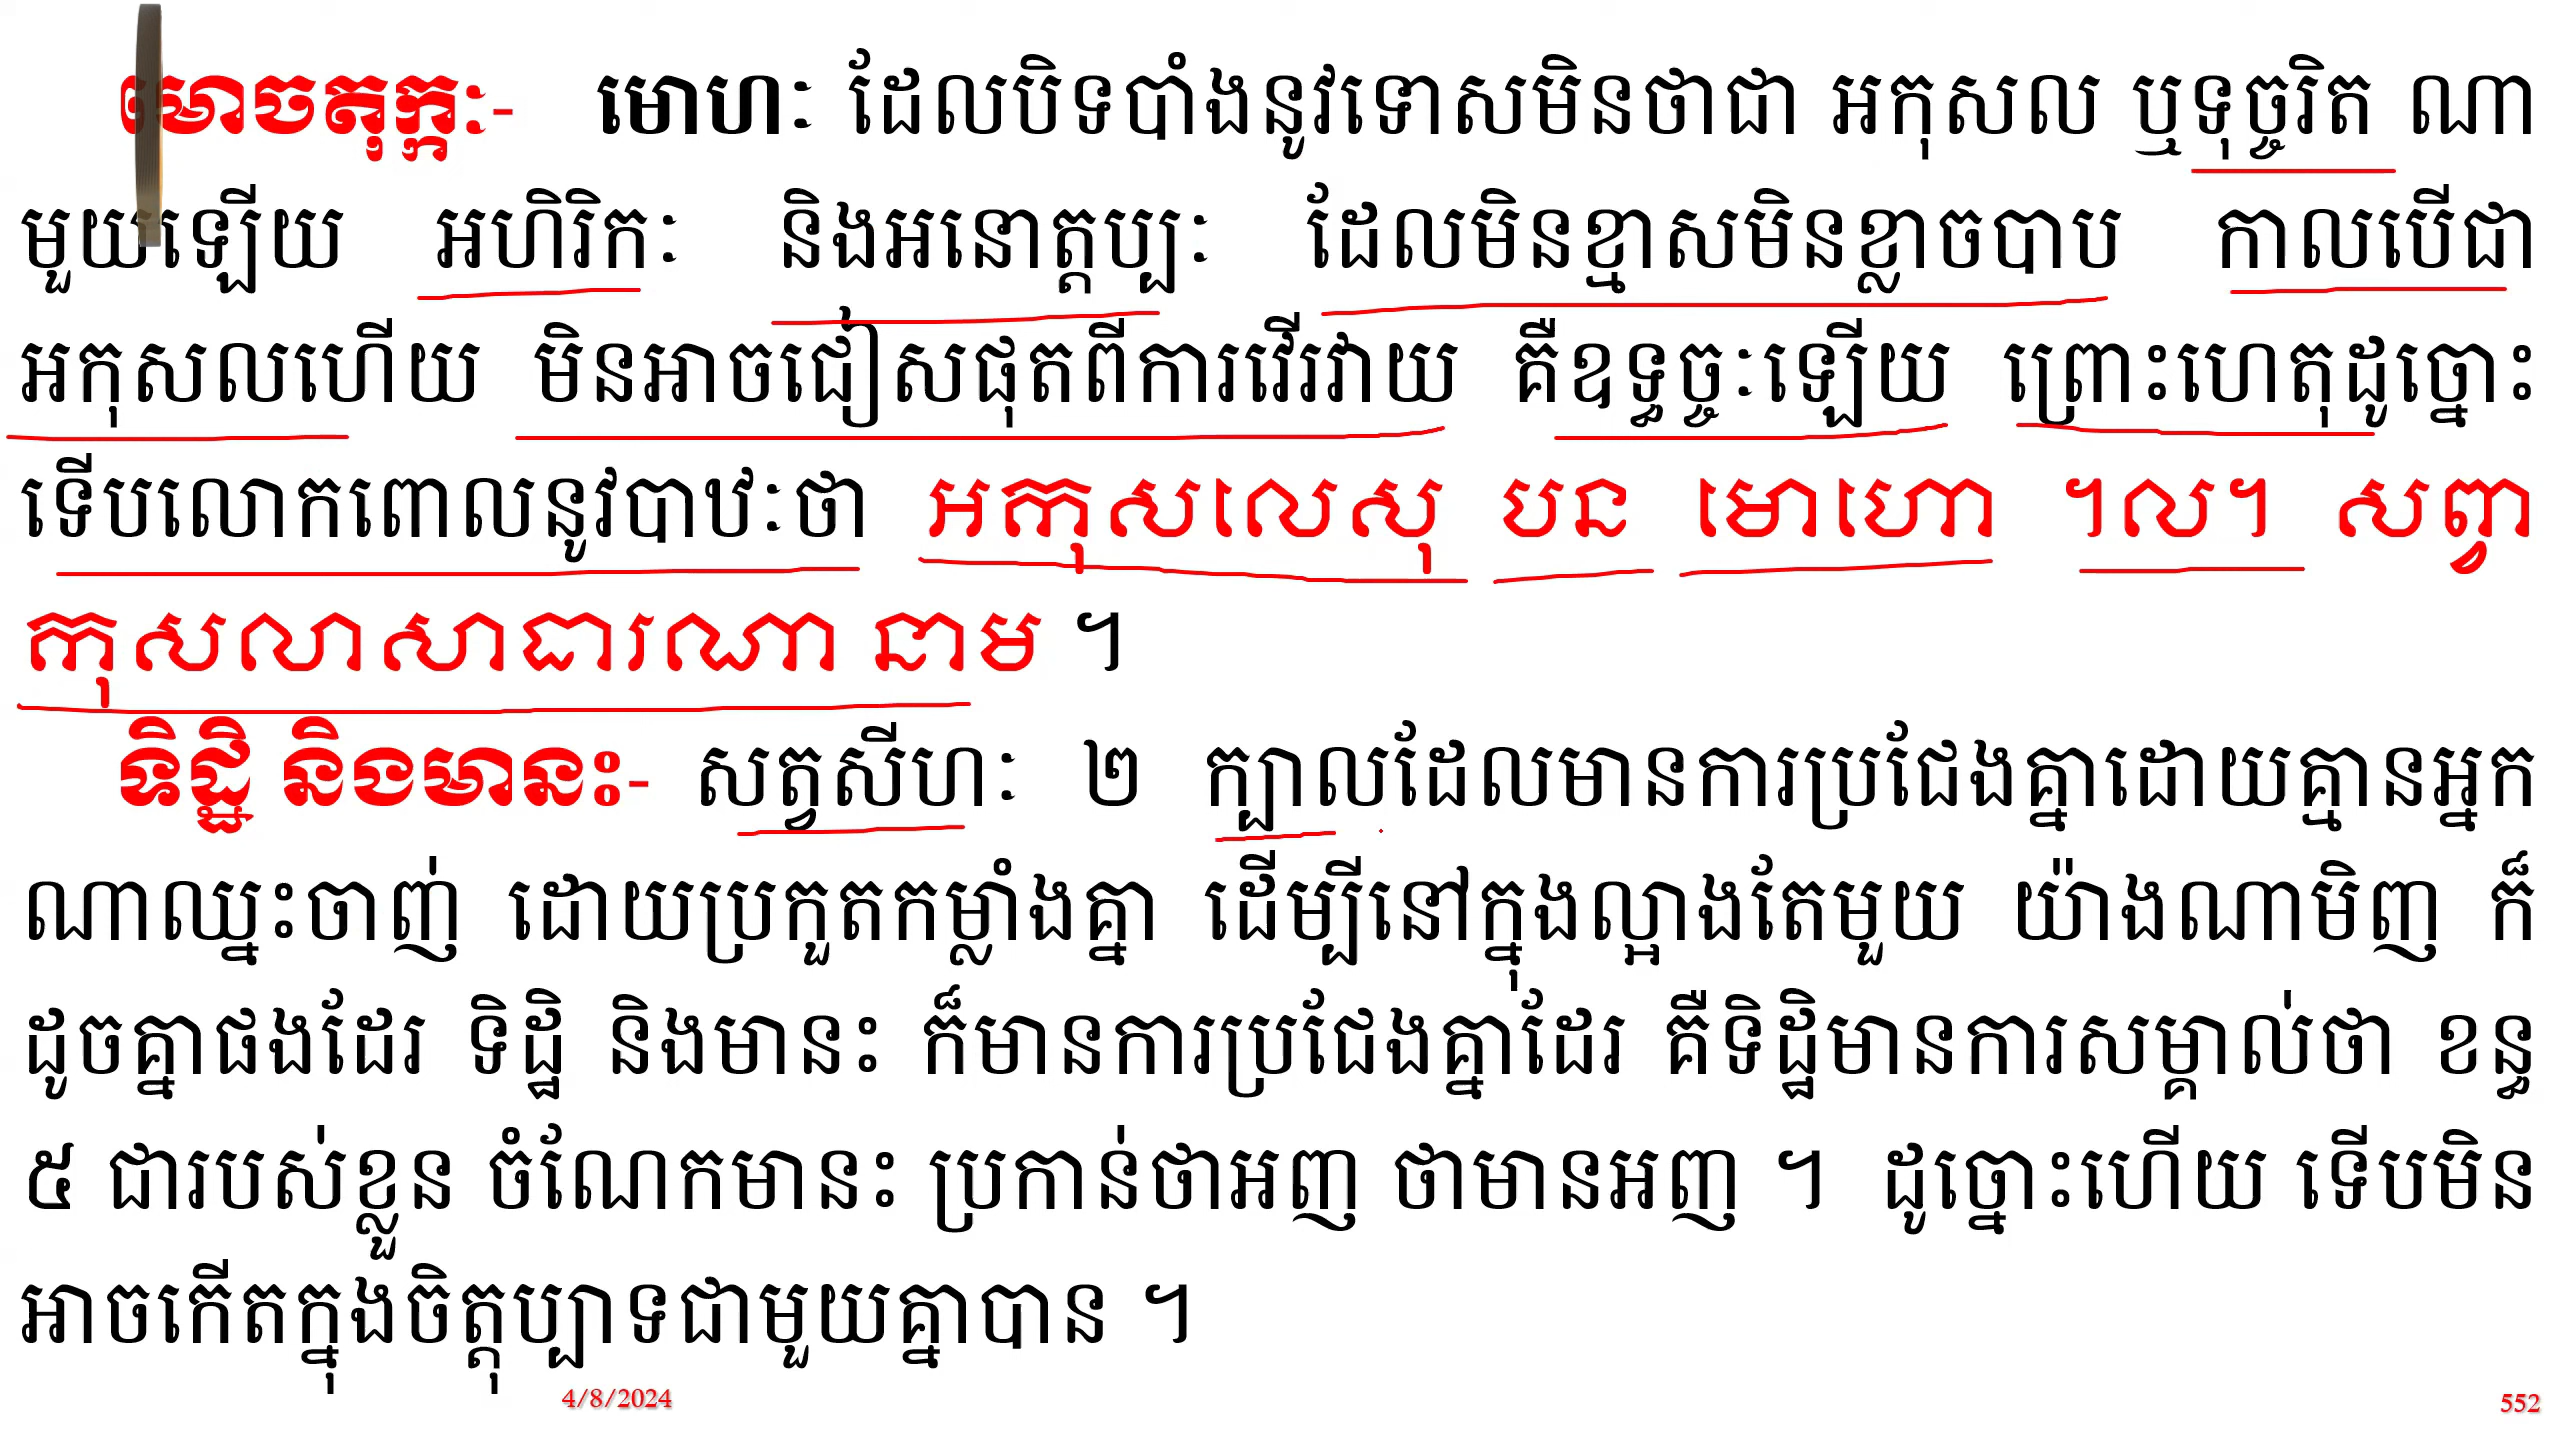 មោចតុក្កៈ- មោហៈ ដែលបិទបាំងនូវទោសមិនថាជា អកុសល ឬទុច្ចរិត ណា
មួយឡើយ អហិរិកៈ និងអនោត្តប្បៈ ដែលមិនខ្មាសមិនខ្លាចបាប កាលបើជា
អកុសលហើយ មិនអាចជៀសផុតពីការរវើរវាយ គឺឧទ្ធច្ចៈឡើយ ព្រោះហេតុដូច្នោះ
ទើបលោកពោលនូវបាឋៈថា អកុសលេសុ បន មោហោ ។ល។ សព្វា
កុសលាសាធារណា នាម ។
ទិដ្ឋិ និងមានះ- សត្វសីហៈ ២ ក្បាលដែលមានការប្រជែងគ្នាដោយគ្មានអ្នក
ណាឈ្នះចាញ់ ដោយប្រកួតកម្លាំងគ្នា ដើម្បីនៅក្នុងល្អាងតែមួយ យ៉ាងណាមិញ ក៏
ដូចគ្នាផងដែរ ទិដ្ឋិ និងមានះ ក៏មានការប្រជែងគ្នាដែរ គឺទិដ្ឋិមានការសម្គាល់ថា ខន្ធ
៥ ជារបស់ខ្លួន ចំណែកមានះ ប្រកាន់ថាអញ ថាមានអញ ។ ដូច្នោះហើយ ទើបមិន
អាចកើតក្នុងចិត្តុប្បាទជាមួយគ្នាបាន ។
4/8/2024
552